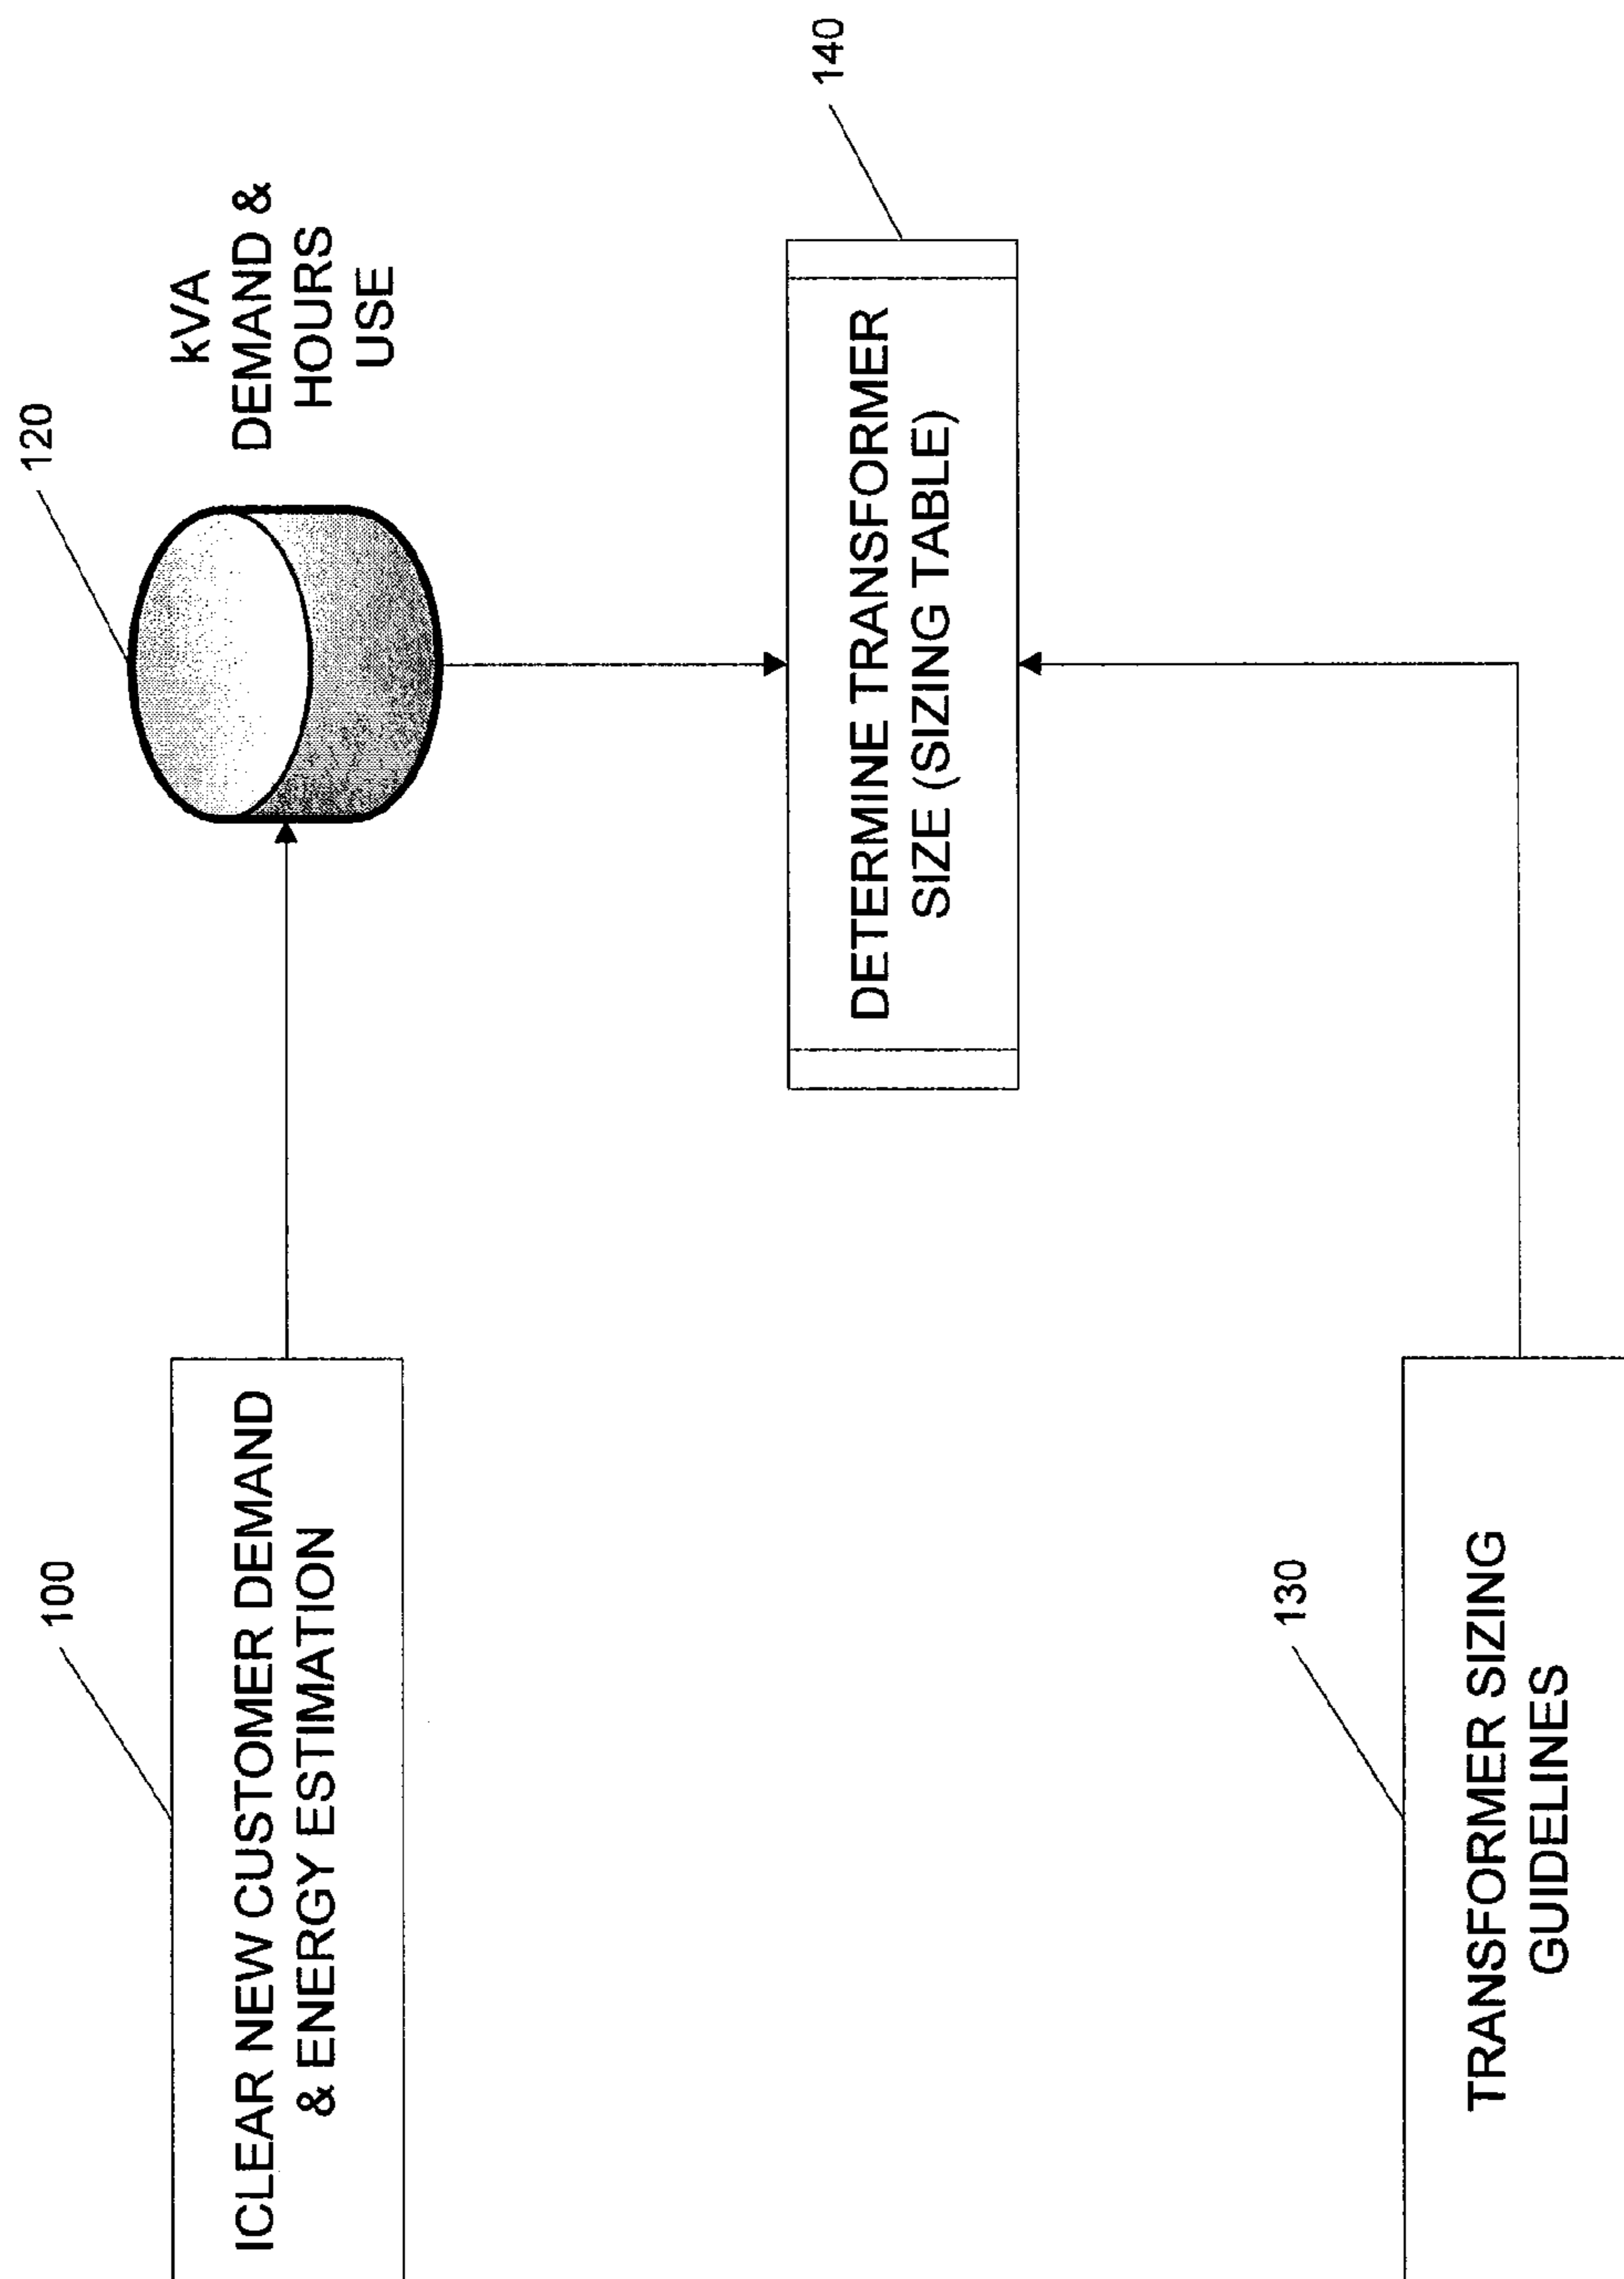 100
ICLEAR NEW CUSTOMER DEMAND
& ENERGY ESTIMATION
120
kVA
DEMAND &
HOURS
USE
140
DETERMINE TRANSFORMER
SIZE (SIZING TABLE)
130
TRANSFORMER SIZING
GUIDELINES